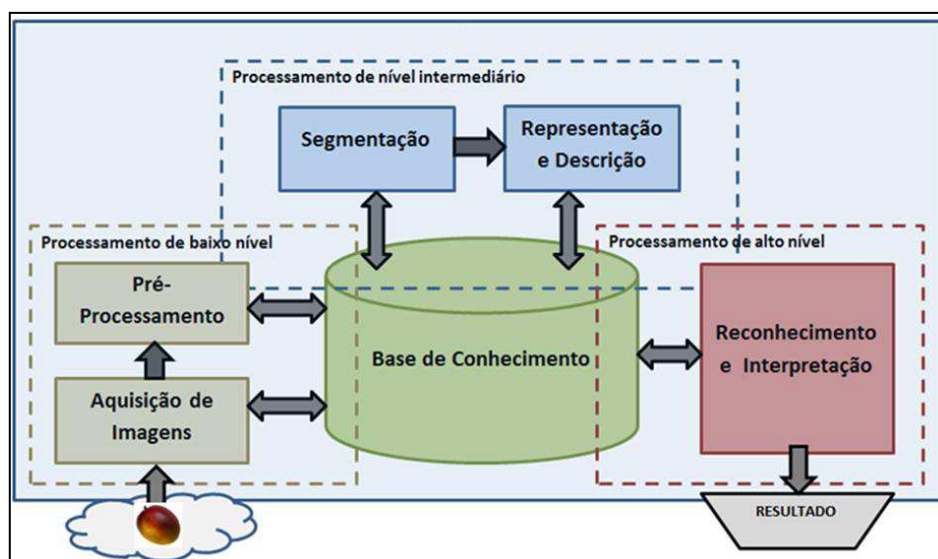 Processamento de nível intermediário
Segmentação
Representação
e Descrição
Processamento de baixo nível
Pré-
Processamento
Aquisição de
Imagens
Base de Conhecimento
Processamento de alto nível
Reconhecimento
e Interpretação
RESULTADO